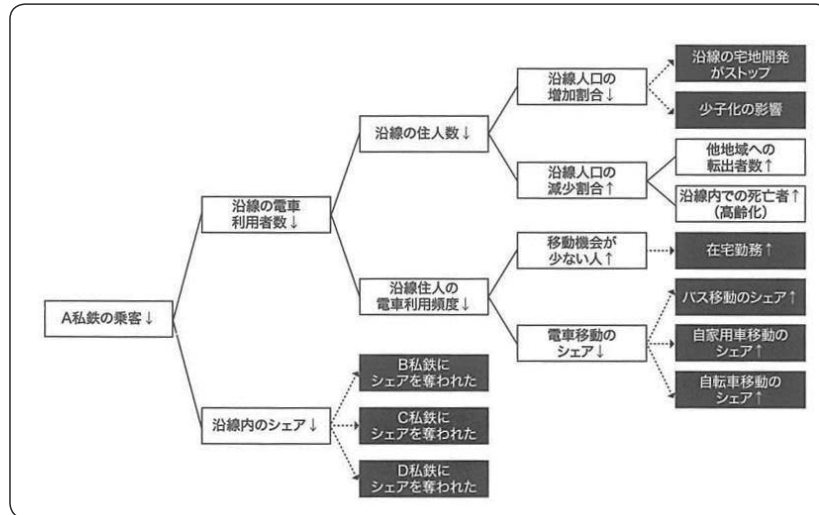 沿線の宅地開発
がストップ
沿線人口の
増加割合↓
少子化の影響
沿線の住人数↓
他地域への
転出者数↑
沿線人口の
減少割合↑
沿線内での死亡者↑
(高齢化)
沿線の電車
利用者数↓
移動機会が
少ない人↑
在宅勤務↑
沿線住人の
電車利用頻度↓
バス移動のシェア↑
A私鉄の乗客↓
電車移動の
シェア↓
自家用車移動の
シェア↑
自転車移動の
シェア↑
B私鉄に
シェアを奪われた
沿線内のシェア↓
C私鉄に
シェアを奪われた
D私鉄に
シェアを奪われた